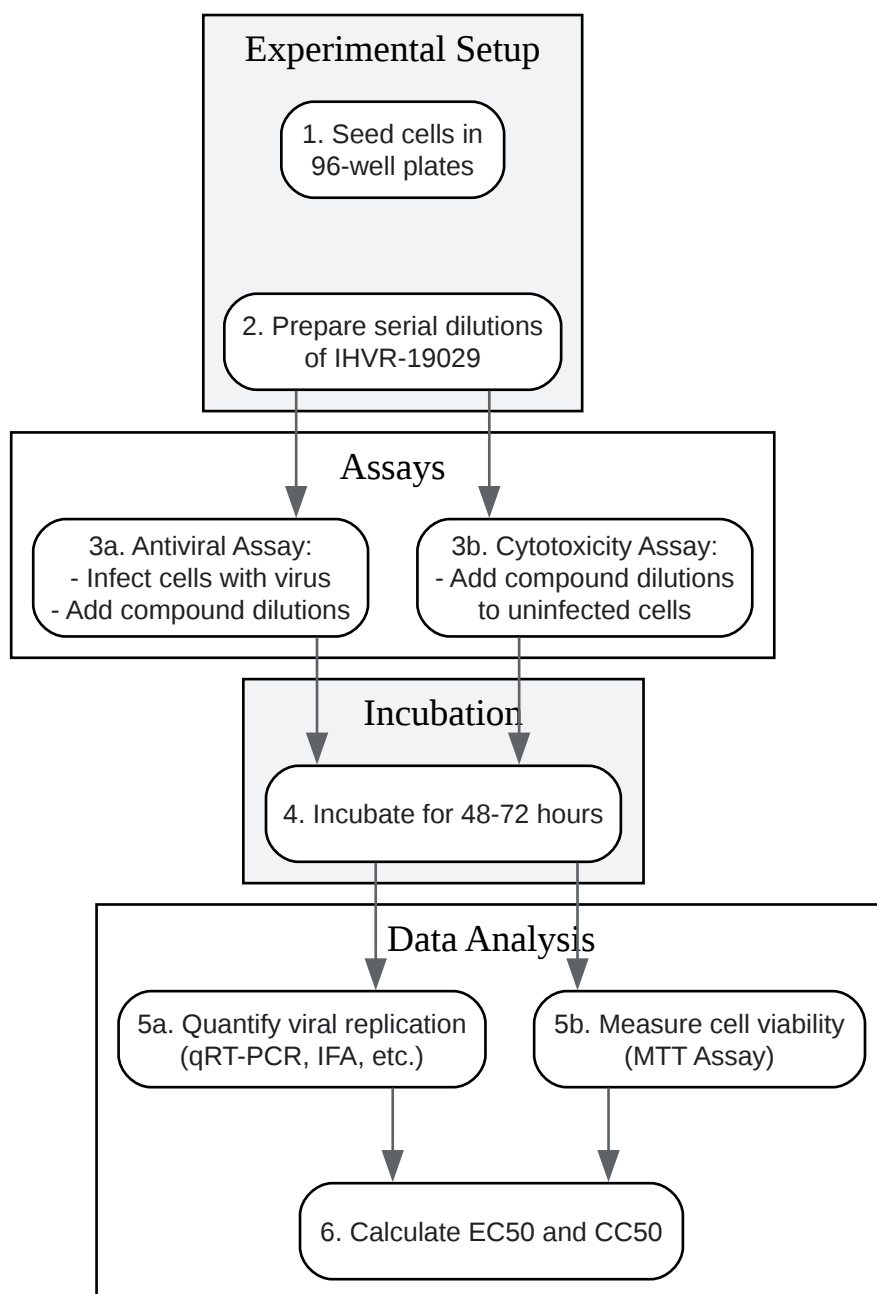 Experimental Setup
1. Seed cells in
96-well plates
2. Prepare serial dilutions
of IHVR-19029
Assays
3a. Antiviral Assay:
- Infect cells with virus
- Add compound dilutions
3b. Cytotoxicity Assay:
- Add compound dilutions
to uninfected cells
Incubation
4. Incubate for 48-72 hours
Data Analysis
5a. Quantify viral replication
(qRT-PCR, IFA, etc.)
5b. Measure cell viability
(MTT Assay)
6. Calculate EC50 and CC50